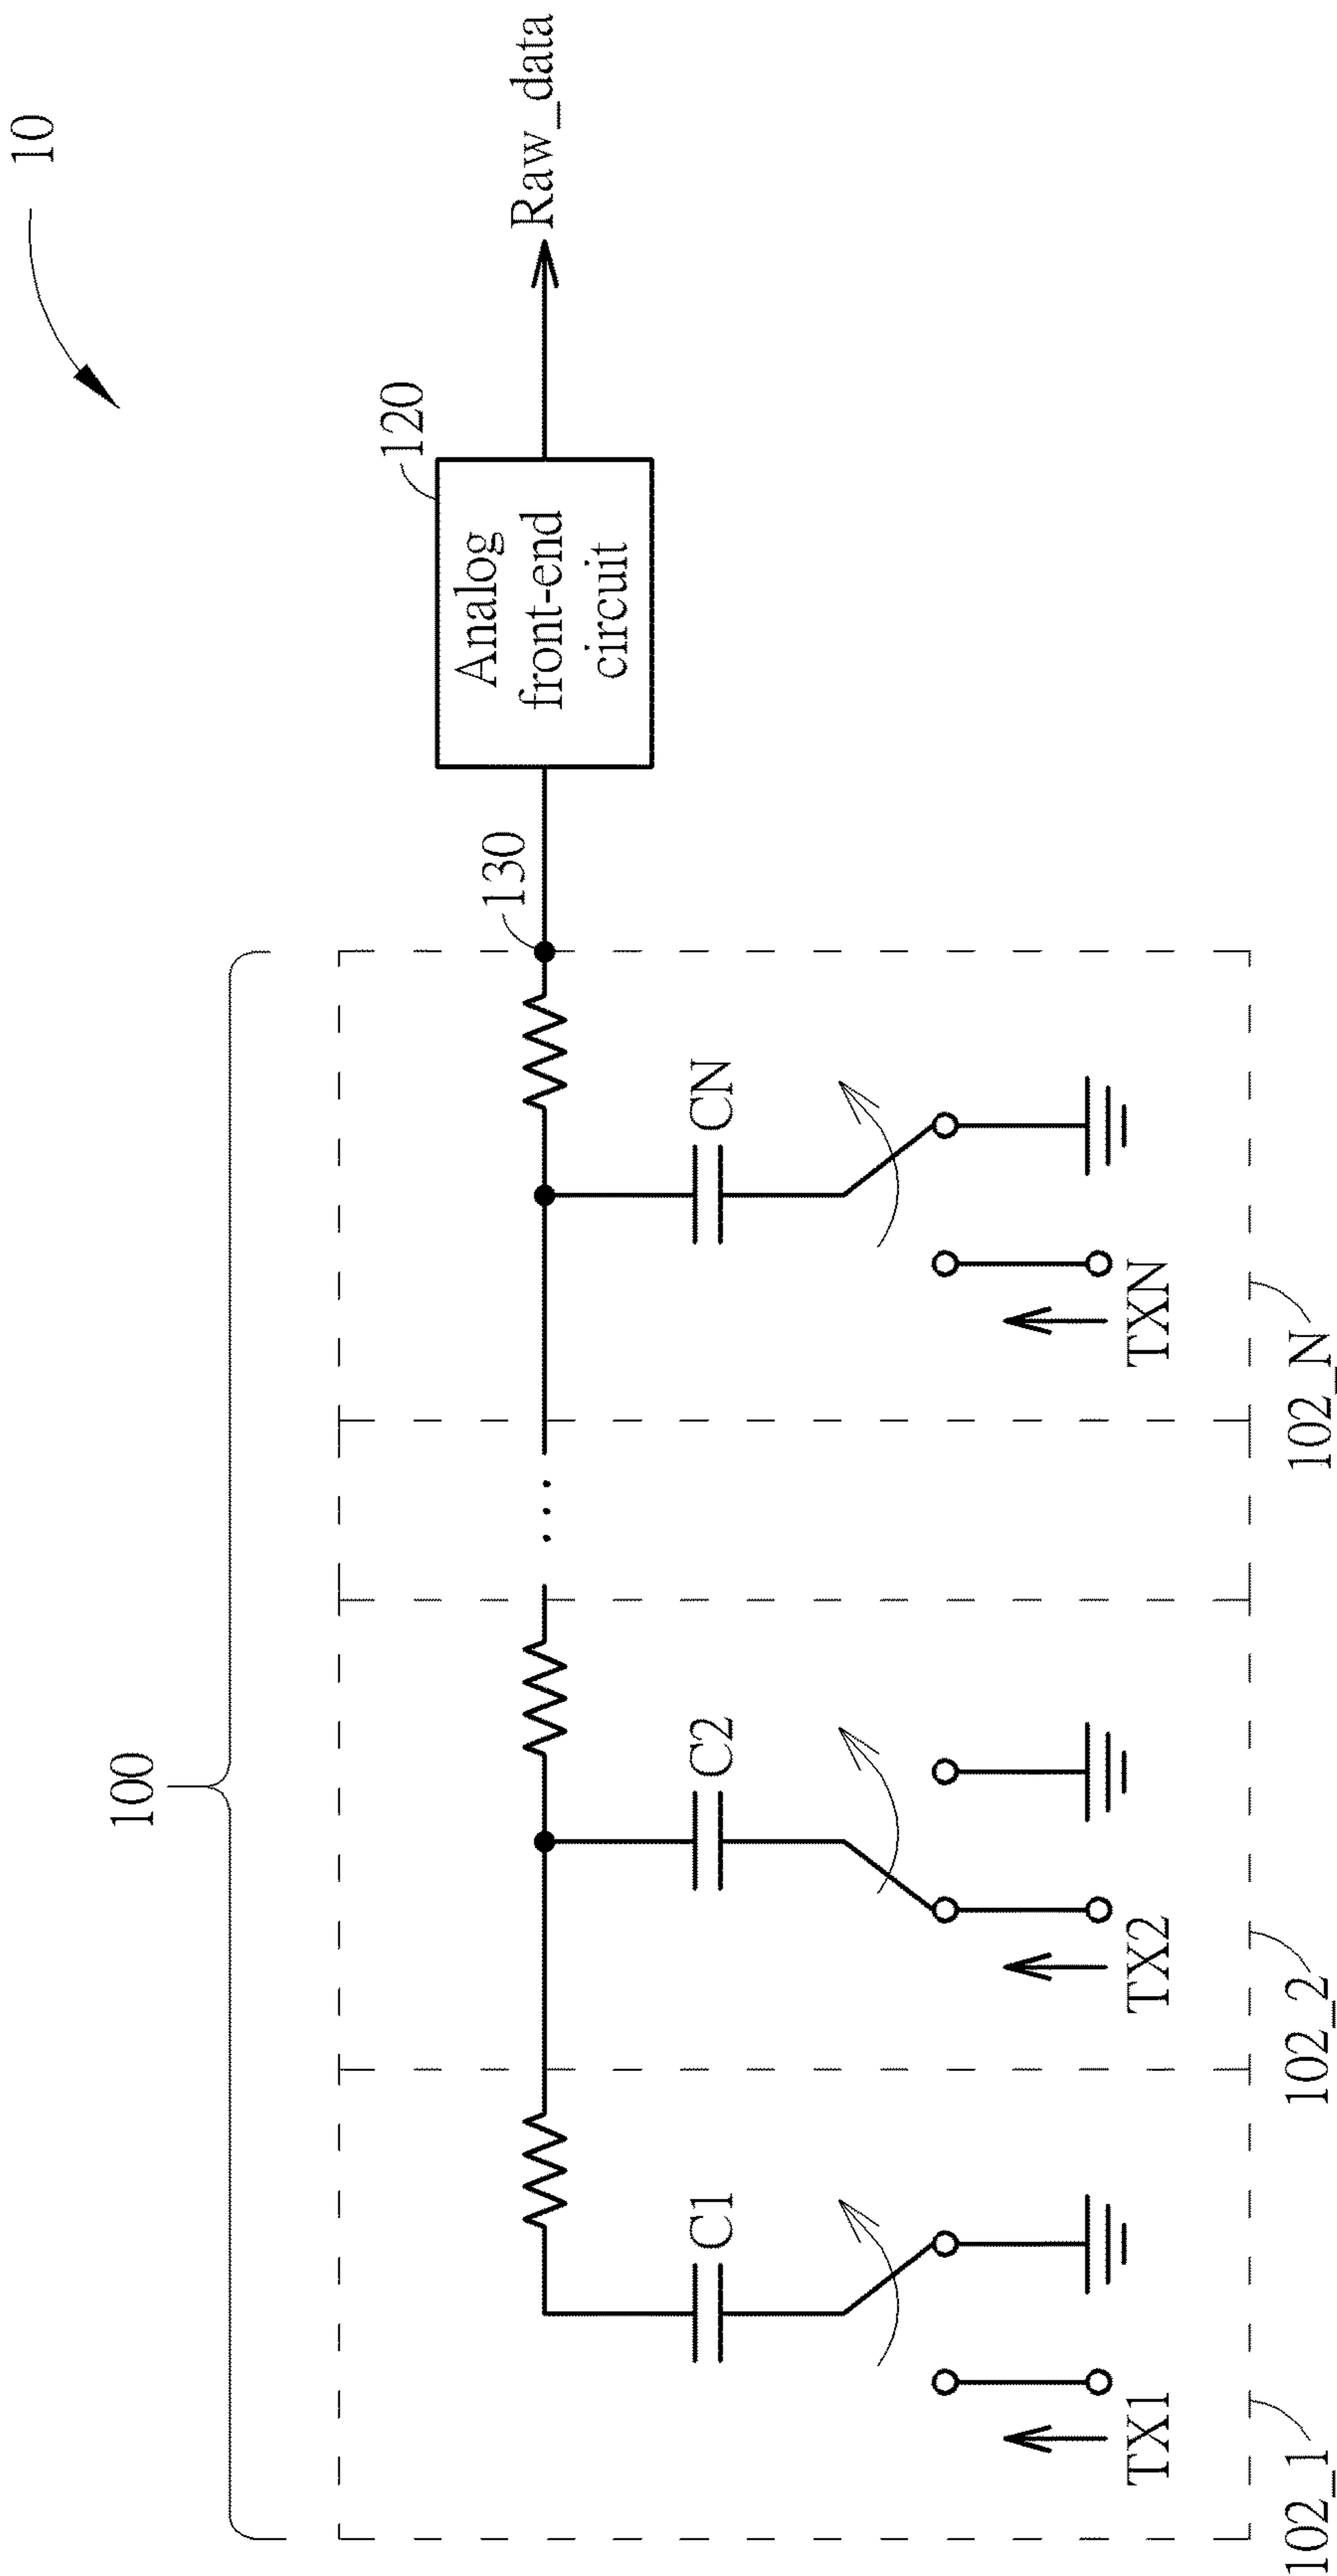 10
100
130
120
Analog
front-end
circuit
Raw_data
C1
C2
CN
TX1
TX2
TXN
...
102_1
102_2
102_N